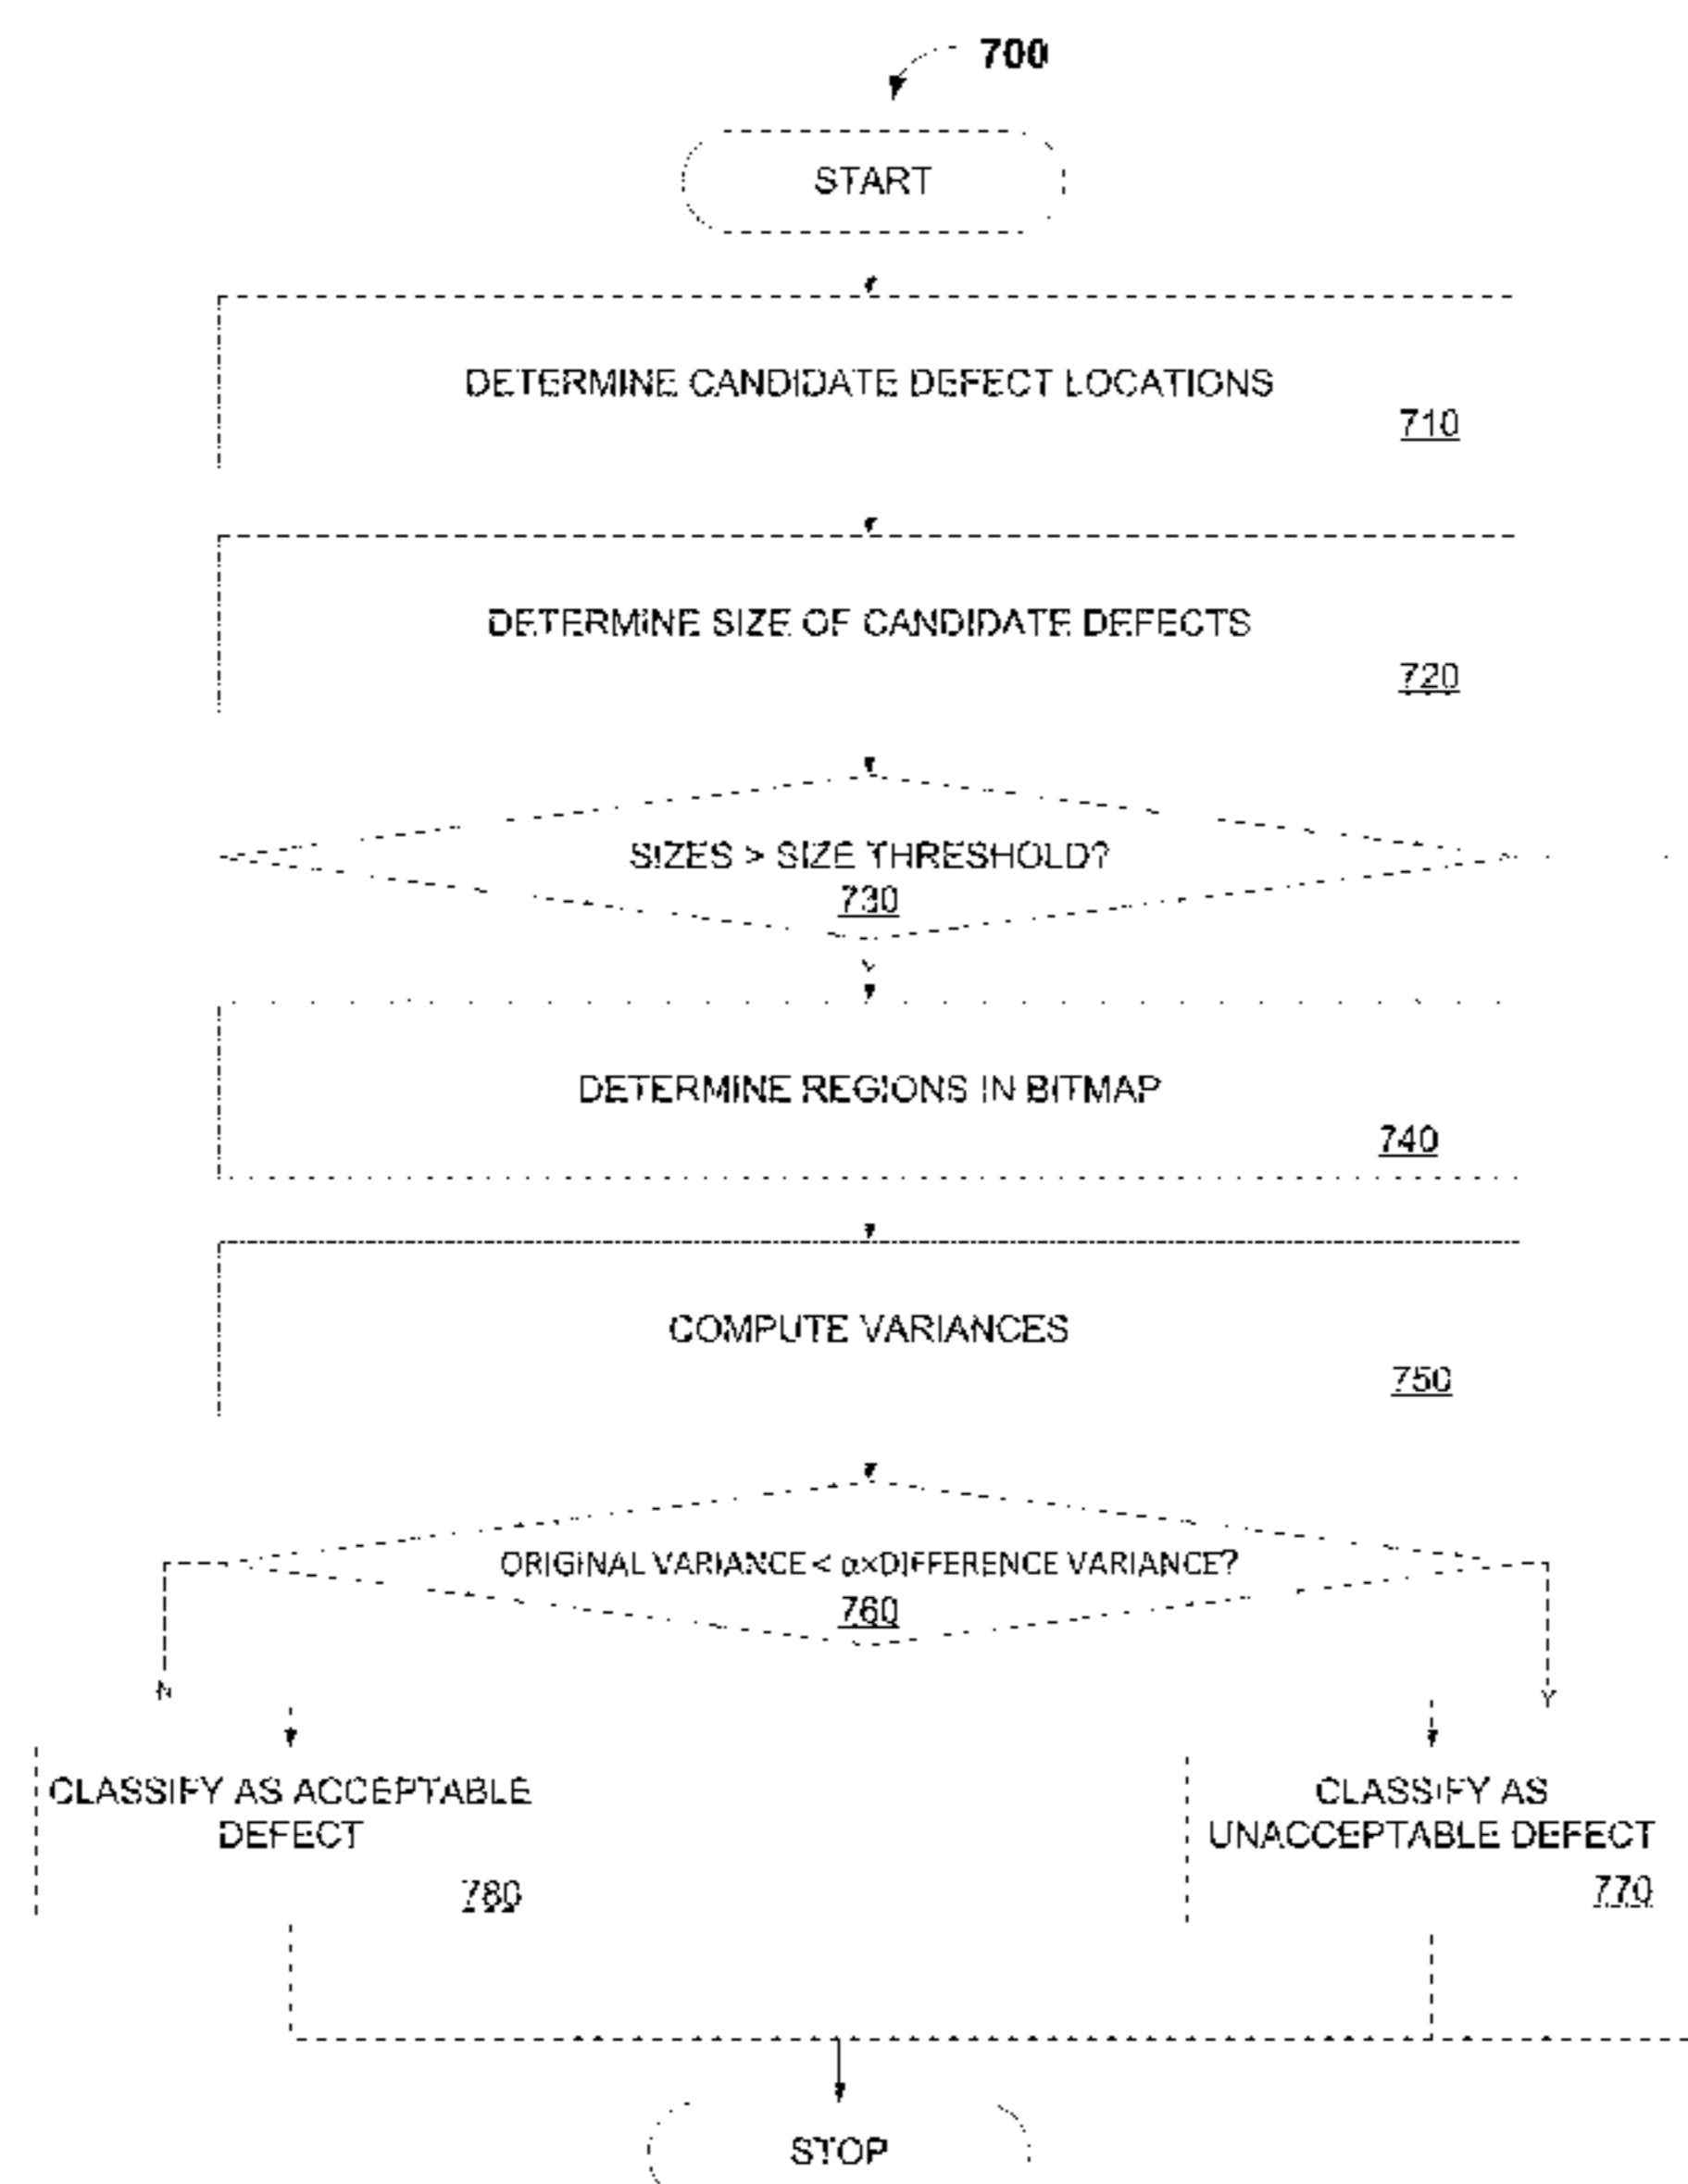 700
START
DETERMINE CANDIDATE DEFECT LOCATIONS
710
DETERMINE SIZE OF CANDIDATE DEFECTS
720
SIZES > SIZE THRESHOLD?
730
Y
DETERMINE REGIONS IN BITMAP
740
COMPUTE VARIANCES
750
ORIGINAL VARIANCE < α×DIFFERENCE VARIANCE?
760
N
Y
CLASSIFY AS ACCEPTABLE
DEFECT
780
CLASSIFY AS
UNACCEPTABLE DEFECT
770
STOP